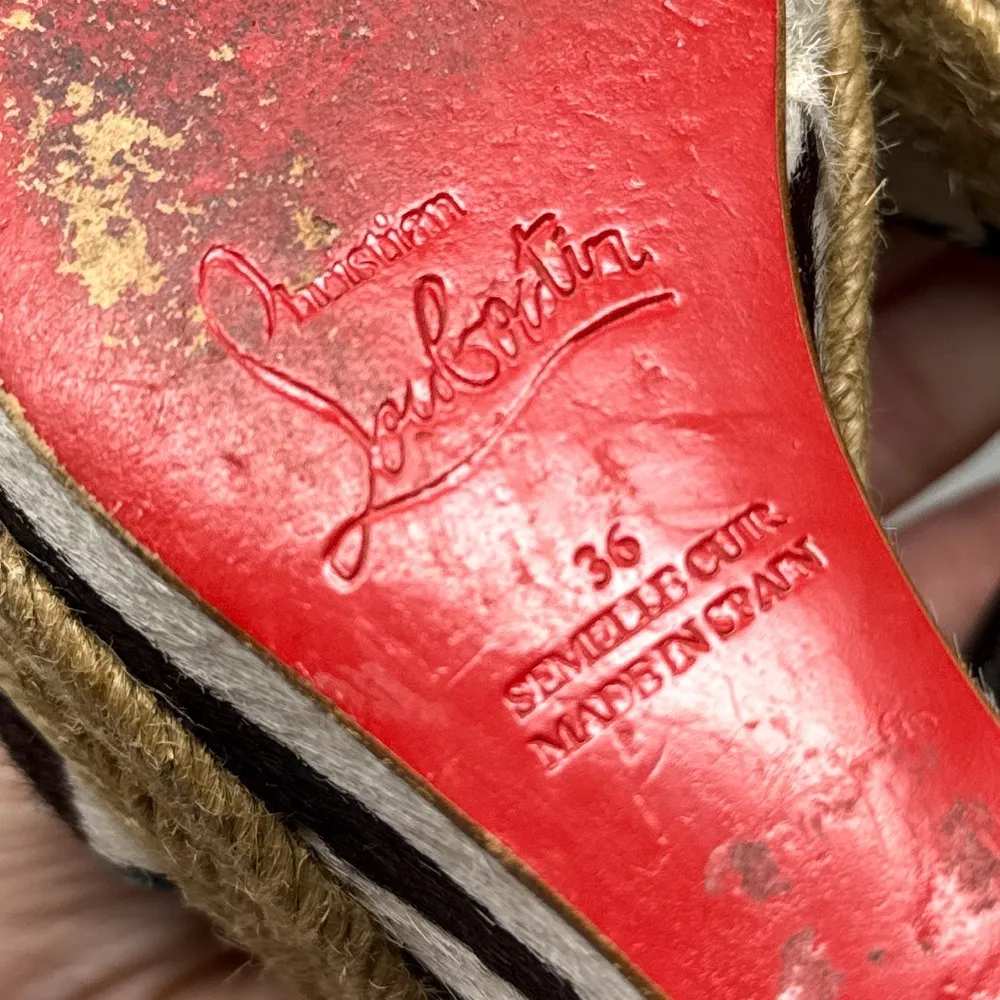 Christian
Louboutin
36
SEMELLE CUIR
MADE IN SPAIN